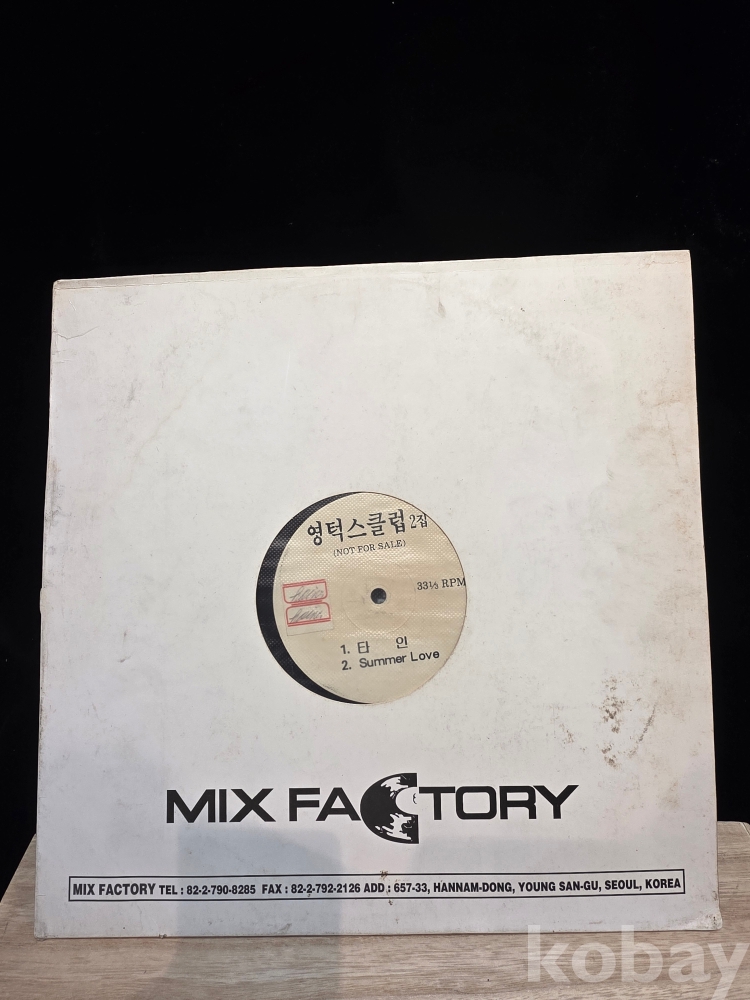 영턱스클럽 2집
(NOT FOR SALE)
33⅓ RPM
1. 타 인
2. Summer Love
MIX FACTORY
MIX FACTORY TEL : 82-2-790-8285 FAX : 82-2-792-2126 ADD : 657-33, HANNAM-DONG, YOUNG SAN-GU, SEOUL, KOREA
kobay